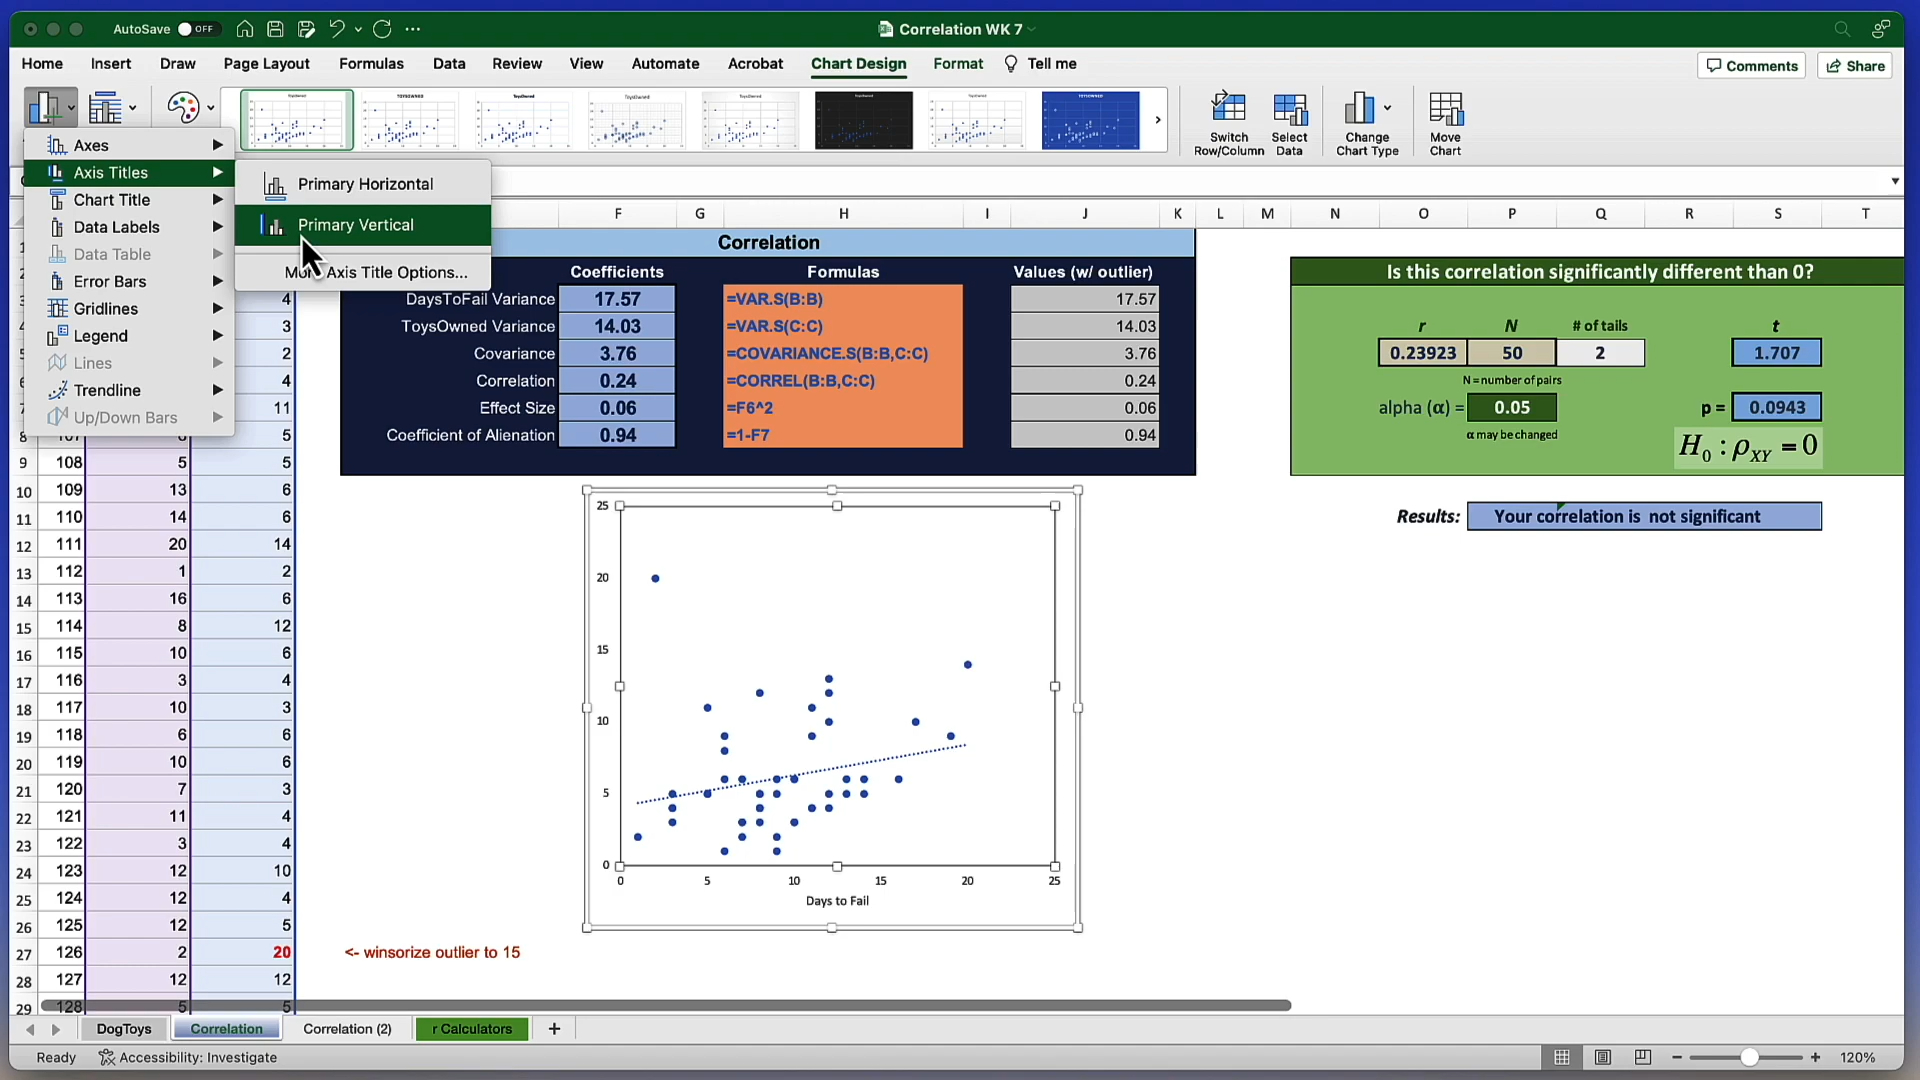 AutoSave OFF
Correlation WK 7
Home Insert Draw Page Layout Formulas Data Review View Automate Acrobat Chart Design Format Tell me
Comments Share
Switch Row/Column
Select Data
Change Chart Type
Move Chart
Axes
Axis Titles
Chart Title
Data Labels
Data Table
Error Bars
Gridlines
Legend
Lines
Trendline
Up/Down Bars
Primary Horizontal
Primary Vertical
Axis Title Options...
F G H I J K L M N O P Q R S T
Correlation
Coefficients Formulas Values (w/ outlier)
DaysToFail Variance 17.57 =VAR.S(B:B) 17.57
ToysOwned Variance 14.03 =VAR.S(C:C) 14.03
Covariance 3.76 =COVARIANCE.S(B:B,C:C) 3.76
Correlation 0.24 =CORREL(B:B,C:C) 0.24
Effect Size 0.06 =F6^2 0.06
Coefficient of Alienation 0.94 =1-F7 0.94
Is this correlation significantly different than 0?
r N # of tails t
0.23923 50 2 1.707
N = number of pairs
alpha (α) = 0.05 p = 0.0943
α may be changed
H0 : ρXY = 0
Results: Your correlation is not significant
4
3
2
4
11
5
9 108 5 5
10 109 13 6
11 110 14 6
12 111 20 14
13 112 1 2
14 113 16 6
15 114 8 12
16 115 10 6
17 116 3 4
18 117 10 3
19 118 6 6
20 119 10 6
21 120 7 3
22 121 11 4
23 122 3 4
24 123 12 10
25 124 12 4
26 125 12 5
27 126 2 20 <- winsorize outlier to 15
28 127 12 12
29 128 5 5
25
20
15
10
5
0
0 5 10 15 20 25
Days to Fail
DogToys Correlation Correlation (2) r Calculators +
Ready Accessibility: Investigate
120%